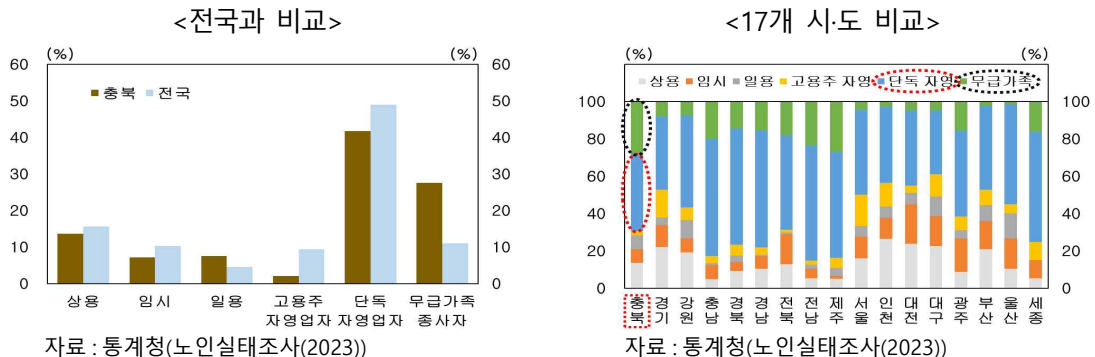 <전국과 비교>
(%) (%)
60 60
50 50
40 40
30 30
20 20
10 10
0 0
충북 전국
상용 임시 일용 고용주 자영업자 단독 자영업자 무급가족 종사자
자료 : 통계청(노인실태조사(2023))
<17개 시·도 비교>
(%) (%)
상용 임시 일용 고용주 자영 단독 자영 무급가족
100 100
80 80
60 60
40 40
20 20
0 0
충북 경기 강원 충남 경북 경남 전북 전남 제주 서울 인천 대전 대구 광주 부산 울산 세종
자료 : 통계청(노인실태조사(2023))